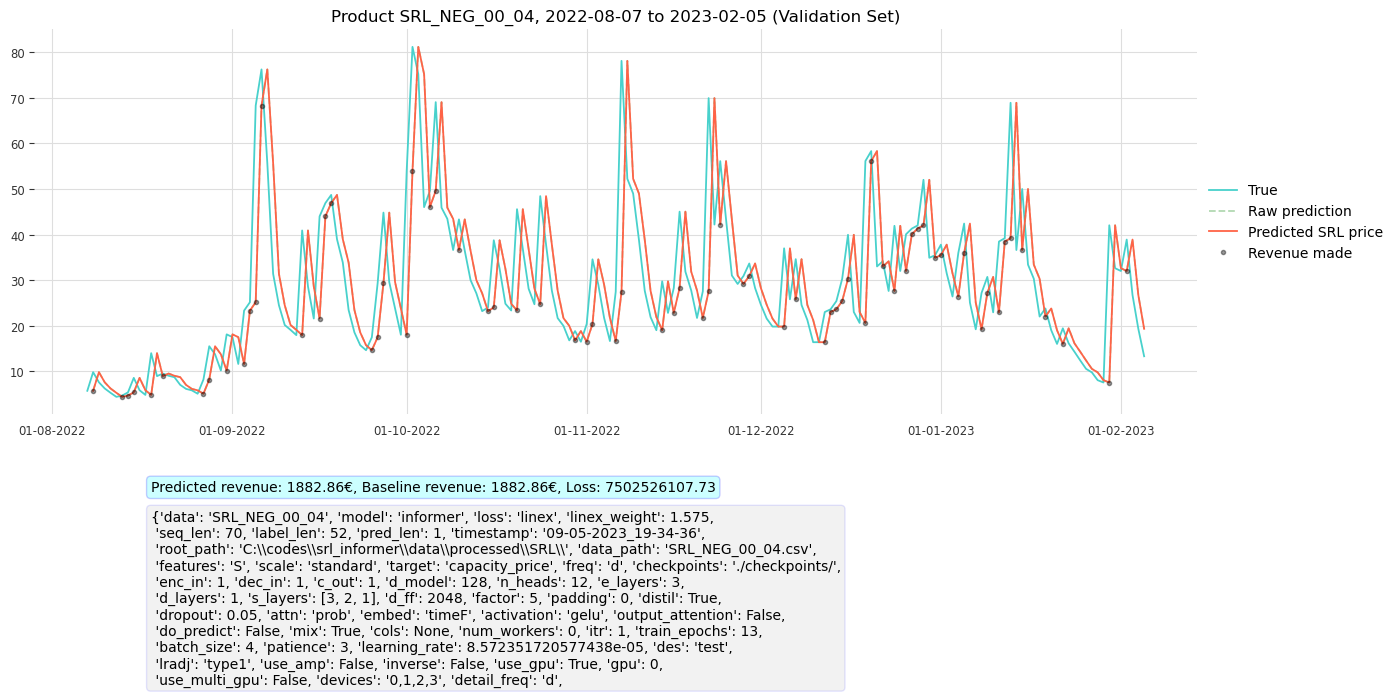 Product SRL_NEG_00_04, 2022-08-07 to 2023-02-05 (Validation Set)
80
70
60
50
40
30
20
10
01-08-2022
01-09-2022
01-10-2022
01-11-2022
01-12-2022
01-01-2023
01-02-2023
True
Raw prediction
Predicted SRL price
Revenue made
Predicted revenue: 1882.86€, Baseline revenue: 1882.86€, Loss: 7502526107.73
{'data': 'SRL_NEG_00_04', 'model': 'informer', 'loss': 'linex', 'linex_weight': 1.575,
'seq_len': 70, 'label_len': 52, 'pred_len': 1, 'timestamp': '09-05-2023_19-34-36',
'root_path': 'C:\\codes\\srl_informer\\data\\processed\\SRL\\', 'data_path': 'SRL_NEG_00_04.csv',
'features': 'S', 'scale': 'standard', 'target': 'capacity_price', 'freq': 'd', 'checkpoints': './checkpoints/',
'enc_in': 1, 'dec_in': 1, 'c_out': 1, 'd_model': 128, 'n_heads': 12, 'e_layers': 3,
'd_layers': 1, 's_layers': [3, 2, 1], 'd_ff': 2048, 'factor': 5, 'padding': 0, 'distil': True,
'dropout': 0.05, 'attn': 'prob', 'embed': 'timeF', 'activation': 'gelu', 'output_attention': False,
'do_predict': False, 'mix': True, 'cols': None, 'num_workers': 0, 'itr': 1, 'train_epochs': 13,
'batch_size': 4, 'patience': 3, 'learning_rate': 8.572351720577438e-05, 'des': 'test',
'lradj': 'type1', 'use_amp': False, 'inverse': False, 'use_gpu': True, 'gpu': 0,
'use_multi_gpu': False, 'devices': '0,1,2,3', 'detail_freq': 'd',